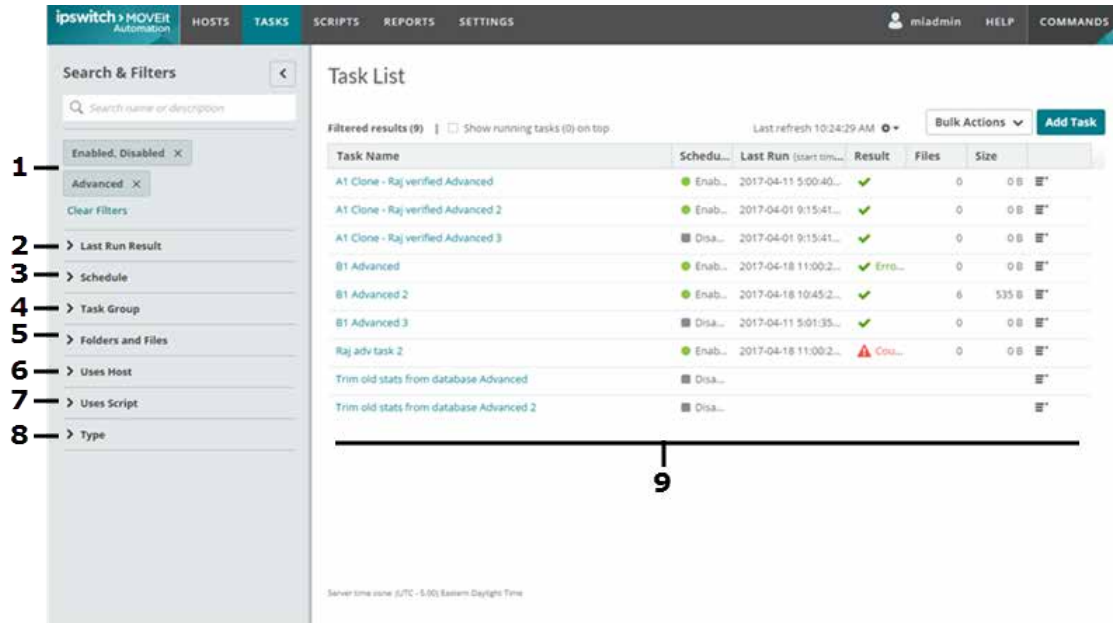 ipswitch MOVEit Automation HOSTS TASKS SCRIPTS REPORTS SETTINGS miadmin HELP COMMANDS
Search & Filters
Search name or description
Enabled, Disabled ×
Advanced ×
Clear Filters
Last Run Result
Schedule
Task Group
Folders and Files
Uses Host
Uses Script
Type
1
2
3
4
5
6
7
8
Task List
Filtered results (9) | Show running tasks (0) on top Last refresh 10:24:29 AM Bulk Actions Add Task
Task Name Schedu... Last Run (start tim... Result Files Size
A1 Clone - Raj verified Advanced Enab... 2017-04-11 5:00:40... 0 0 B
A1 Clone - Raj verified Advanced 2 Enab... 2017-04-01 9:15:41... 0 0 B
A1 Clone - Raj verified Advanced 3 Disa... 2017-04-01 9:15:41... 0 0 B
B1 Advanced Enab... 2017-04-18 11:00:2... Erro... 0 0 B
B1 Advanced 2 Enab... 2017-04-18 10:45:2... 6 535 B
B1 Advanced 3 Disa... 2017-04-11 5:01:35... 0 0 B
Raj adv task 2 Enab... 2017-04-18 11:00:2... Cou... 0 0 B
Trim old stats from database Advanced Disa...
Trim old stats from database Advanced 2 Disa...
9
Server time zone: (UTC - 5.00) Eastern Daylight Time